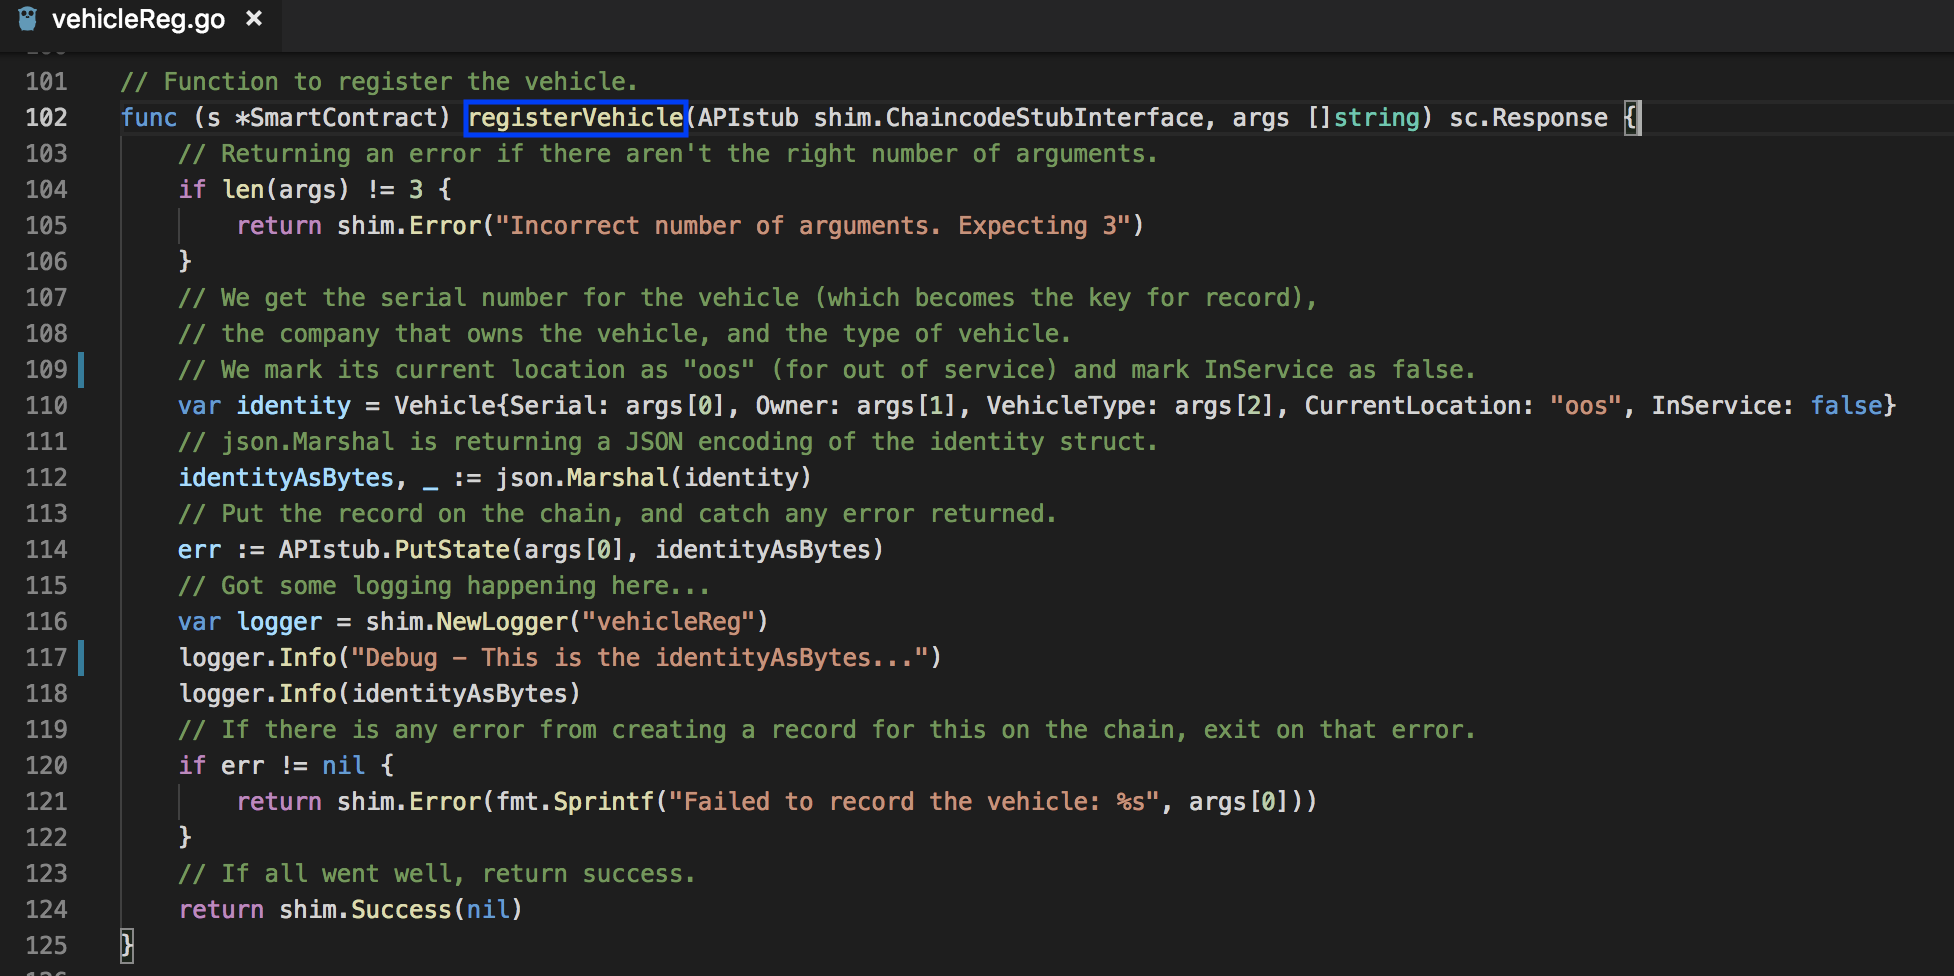 vehicleReg.go ×
101 // Function to register the vehicle.
102 func (s *SmartContract) registerVehicle(APIstub shim.ChaincodeStubInterface, args []string) sc.Response {
103 // Returning an error if there aren't the right number of arguments.
104 if len(args) != 3 {
105 return shim.Error("Incorrect number of arguments. Expecting 3")
106 }
107 // We get the serial number for the vehicle (which becomes the key for record),
108 // the company that owns the vehicle, and the type of vehicle.
109 // We mark its current location as "oos" (for out of service) and mark InService as false.
110 var identity = Vehicle{Serial: args[0], Owner: args[1], VehicleType: args[2], CurrentLocation: "oos", InService: false}
111 // json.Marshal is returning a JSON encoding of the identity struct.
112 identityAsBytes, _ := json.Marshal(identity)
113 // Put the record on the chain, and catch any error returned.
114 err := APIstub.PutState(args[0], identityAsBytes)
115 // Got some logging happening here...
116 var logger = shim.NewLogger("vehicleReg")
117 logger.Info("Debug – This is the identityAsBytes...")
118 logger.Info(identityAsBytes)
119 // If there is any error from creating a record for this on the chain, exit on that error.
120 if err != nil {
121 return shim.Error(fmt.Sprintf("Failed to record the vehicle: %s", args[0]))
122 }
123 // If all went well, return success.
124 return shim.Success(nil)
125 }